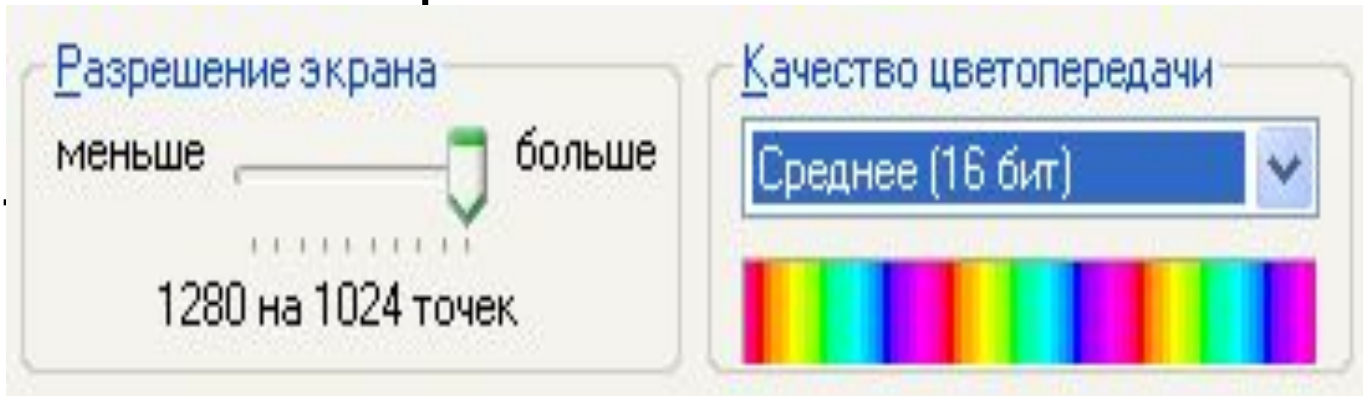 Разрешение экрана
меньше больше
1280 на 1024 точек
Качество цветопередачи
Среднее (16 бит)